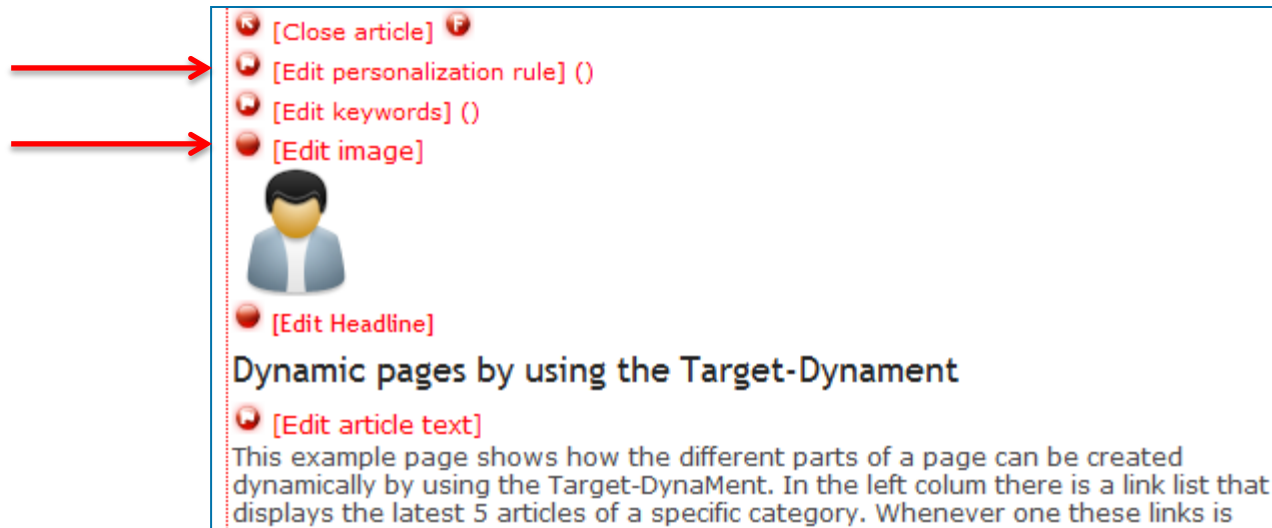 [Close article] F
[Edit personalization rule] ()
[Edit keywords] ()
[Edit image]
[Edit Headline]
Dynamic pages by using the Target-Dynament
[Edit article text]
This example page shows how the different parts of a page can be created
dynamically by using the Target-DynaMent. In the left colum there is a link list that
displays the latest 5 articles of a specific category. Whenever one these links is